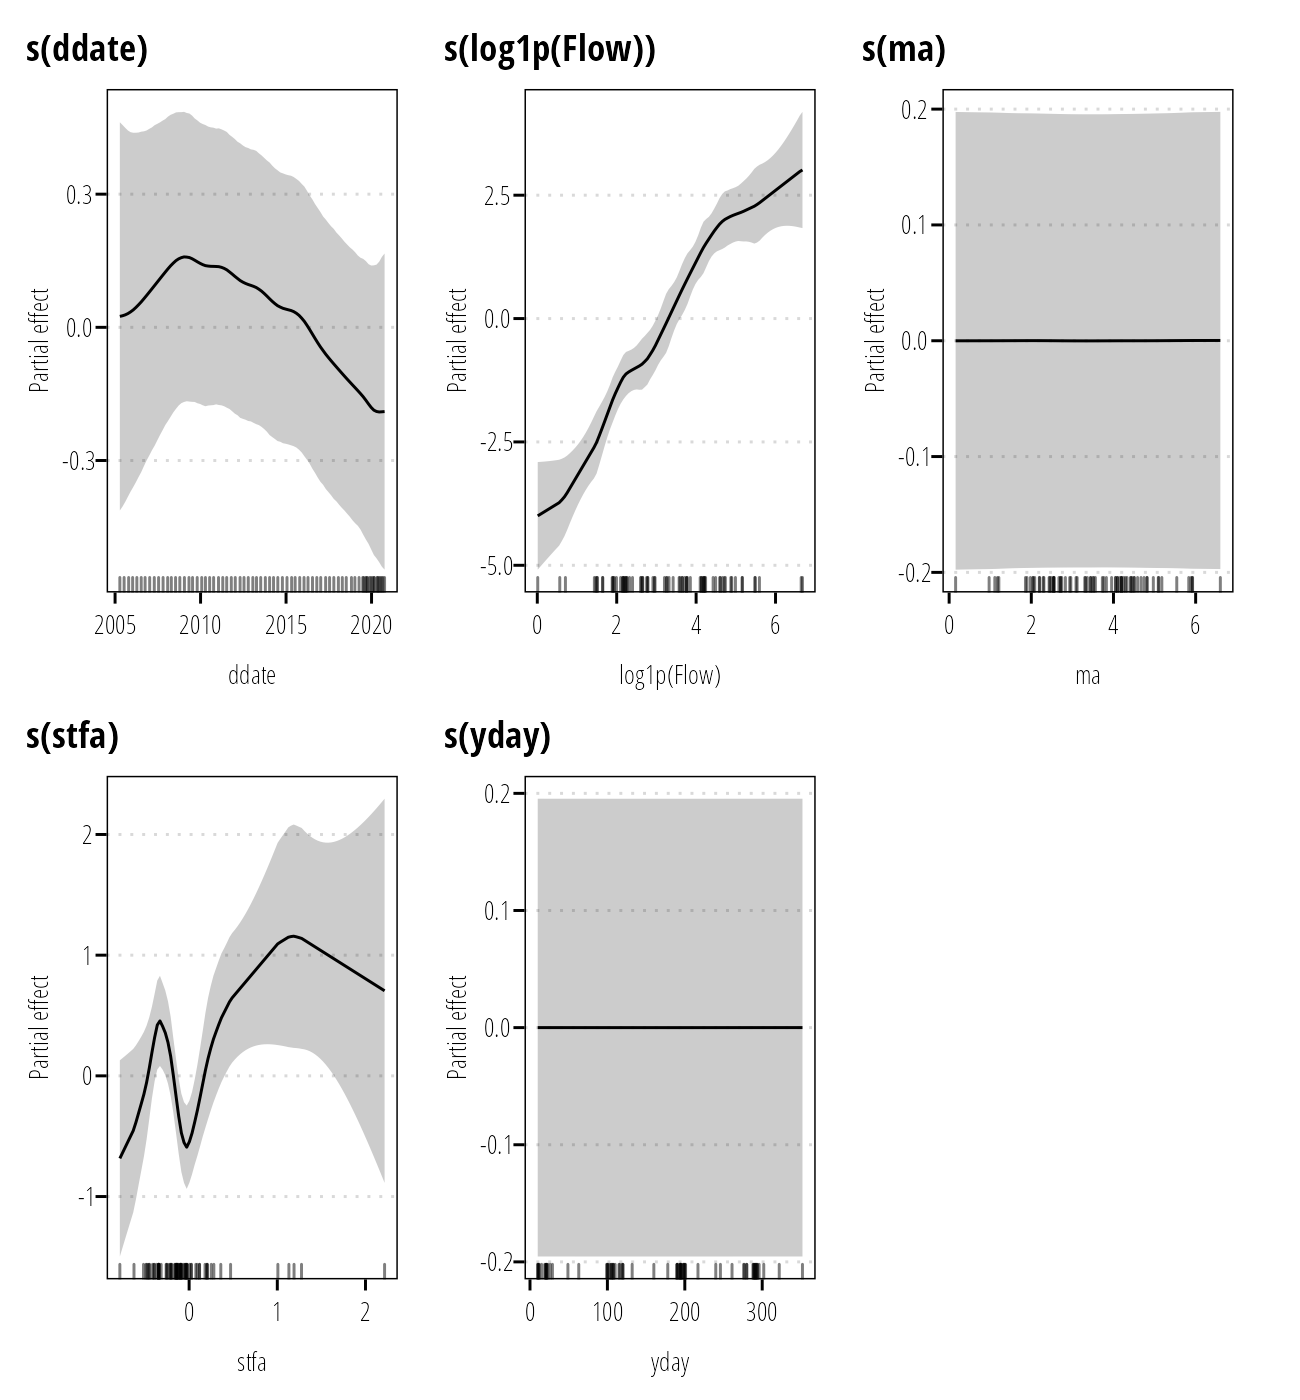 s(ddate)
s(log1p(Flow))
s(ma)
Partial effect
0.3
0.0
-0.3
2005 2010 2015 2020
ddate
Partial effect
2.5
0.0
-2.5
-5.0
0 2 4 6
log1p(Flow)
Partial effect
0.2
0.1
0.0
-0.1
-0.2
0 2 4 6
ma
s(stfa)
s(yday)
Partial effect
2
1
0
-1
0 1 2
stfa
Partial effect
0.2
0.1
0.0
-0.1
-0.2
0 100 200 300
yday